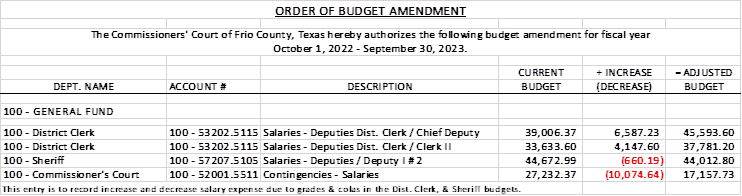 ORDER OF BUDGET AMENDMENT
The Commissioners' Court of Frio County, Texas hereby authorizes the following budget amendment for fiscal year
October 1, 2022 - September 30, 2023.
CURRENT + INCREASE = ADJUSTED
DEPT. NAME ACCOUNT # DESCRIPTION BUDGET (DECREASE) BUDGET
100 - GENERAL FUND
100 - District Clerk 100 - 53202.5115 Salaries - Deputies Dist. Clerk / Chief Deputy 39,006.37 6,587.23 45,593.60
100 - District Clerk 100 - 53202.5115 Salaries - Deputies Dist. Clerk / Clerk II 33,633.60 4,147.60 37,781.20
100 - Sheriff 100 - 57207.5105 Salaries - Deputies / Deputy I # 2 44,672.99 (660.19) 44,012.80
100 - Commissioner's Court 100 - 52001.5511 Contingencies - Salaries 27,232.37 (10,074.64) 17,157.73
This entry is to record increase and decrease salary expense due to grades & colas in the Dist. Clerk, & Sheriff budgets.